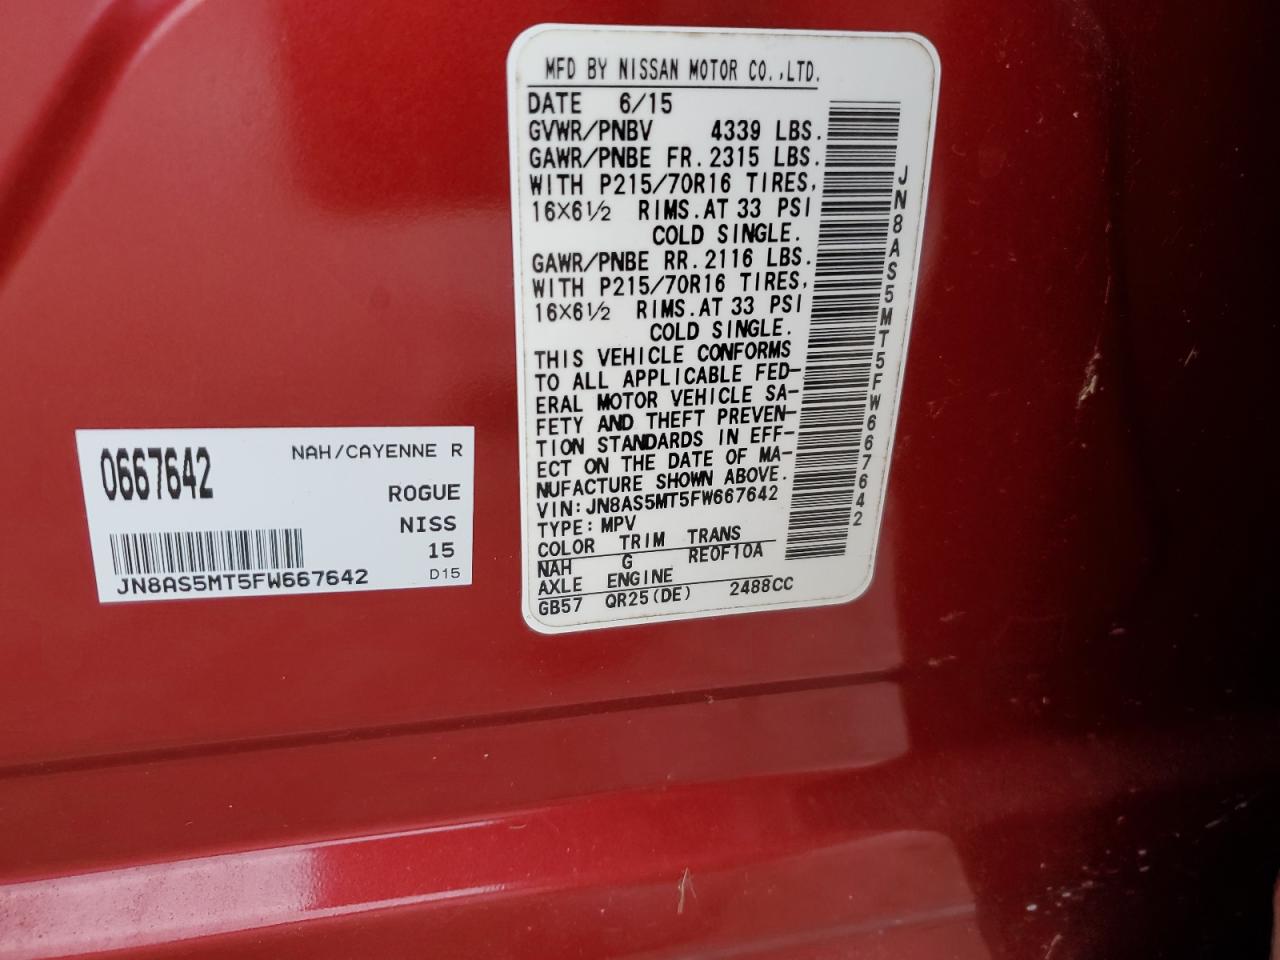 0667642
NAH/CAYENNE R
ROGUE
NISS
15
JN8AS5MT5FW667642
D15
MFD BY NISSAN MOTOR CO.,LTD.
DATE 6/15
GVWR/PNBV 4339 LBS.
GAWR/PNBE FR.2315 LBS.
WITH P215/70R16 TIRES,
16X6½ RIMS.AT 33 PSI
COLD SINGLE.
GAWR/PNBE RR.2116 LBS.
WITH P215/70R16 TIRES,
16X6½ RIMS.AT 33 PSI
COLD SINGLE.
THIS VEHICLE CONFORMS
TO ALL APPLICABLE FED-
ERAL MOTOR VEHICLE SA-
FETY AND THEFT PREVEN-
TION STANDARDS IN EFF-
ECT ON THE DATE OF MA-
NUFACTURE SHOWN ABOVE.
VIN:JN8AS5MT5FW667642
TYPE:MPV
COLOR TRIM TRANS
NAH G REOF10A
AXLE ENGINE
GB57 QR25(DE) 2488CC
JN8AS5MT5FW667642